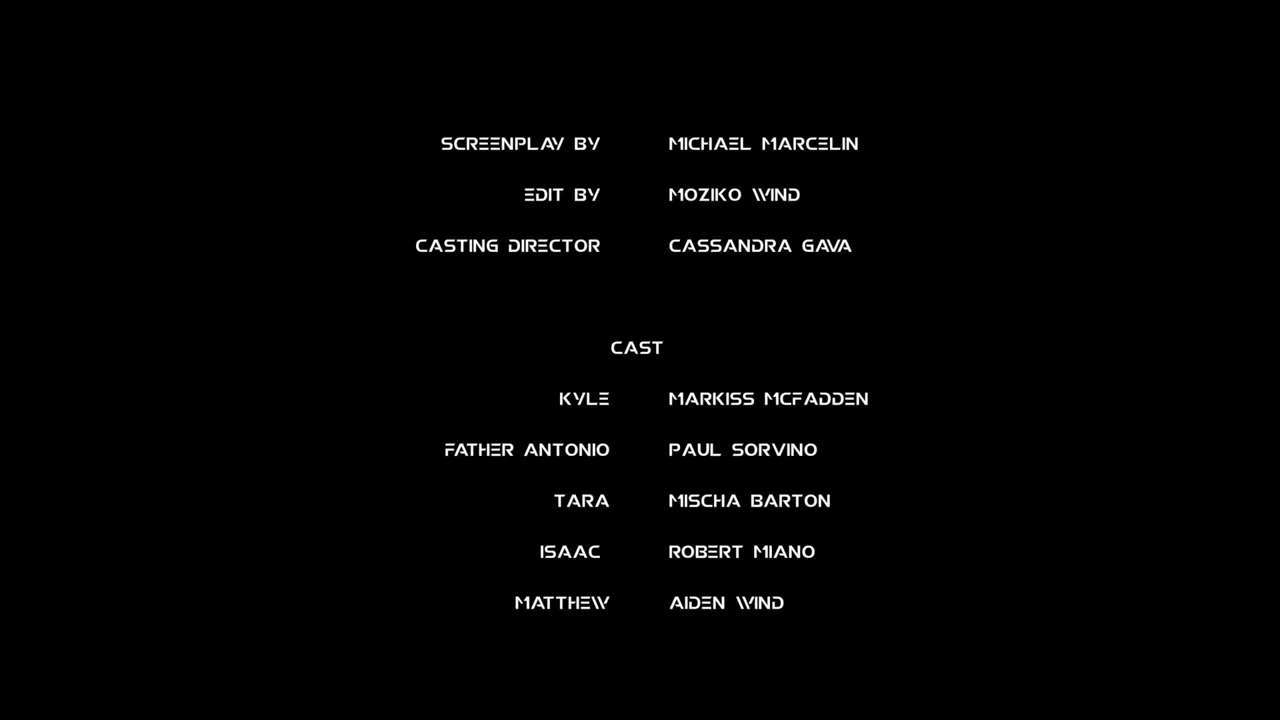 SCREENPLAY BY MICHAEL MARCELIN
EDIT BY MOZIKO WIND
CASTING DIRECTOR CASSANDRA GAVA
CAST
KYLE MARKISS MCFADDEN
FATHER ANTONIO PAUL SORVINO
TARA MISCHA BARTON
ISAAC ROBERT MIANO
MATTHEW AIDEN WIND